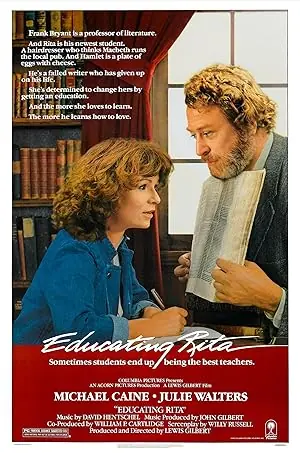 Frank Bryant is a professor of literature.
And Rita is his newest student.
A hairdresser who thinks Macbeth runs
the local pub. And Hamlet is a plate of
eggs with cheese.
He's a failed writer who has given up
on his life.
She's determined to change hers by
getting an education.
And the more she loves to learn.
The more he learns how to love.
Educating Rita
Sometimes students end up being the best teachers.
COLUMBIA PICTURES Presents
AN ACORN PICTURES Production A LEWIS GILBERT Film
MICHAEL CAINE • JULIE WALTERS
"EDUCATING RITA"
Music by DAVID HENTSCHEL Music Produced by JOHN GILBERT
Co-Produced by WILLIAM P. CARTLIDGE Screenplay by WILLY RUSSELL
Produced and Directed by LEWIS GILBERT